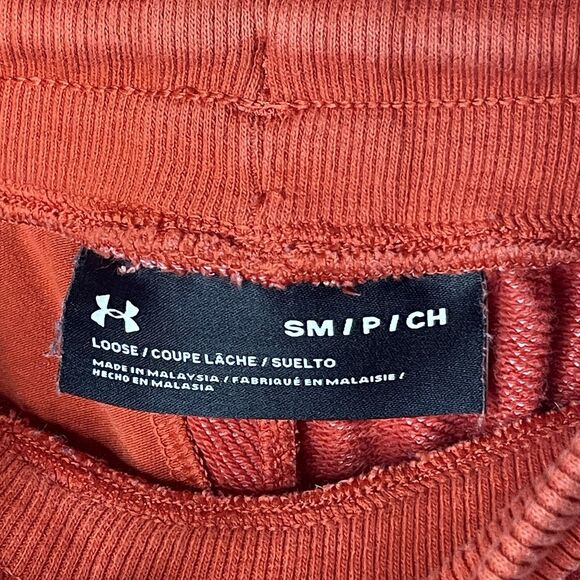 SM / P / CH
LOOSE / COUPE LÂCHE / SUELTO
MADE IN MALAYSIA / FABRIQUÉ EN MALAISIE /
HECHO EN MALASIA